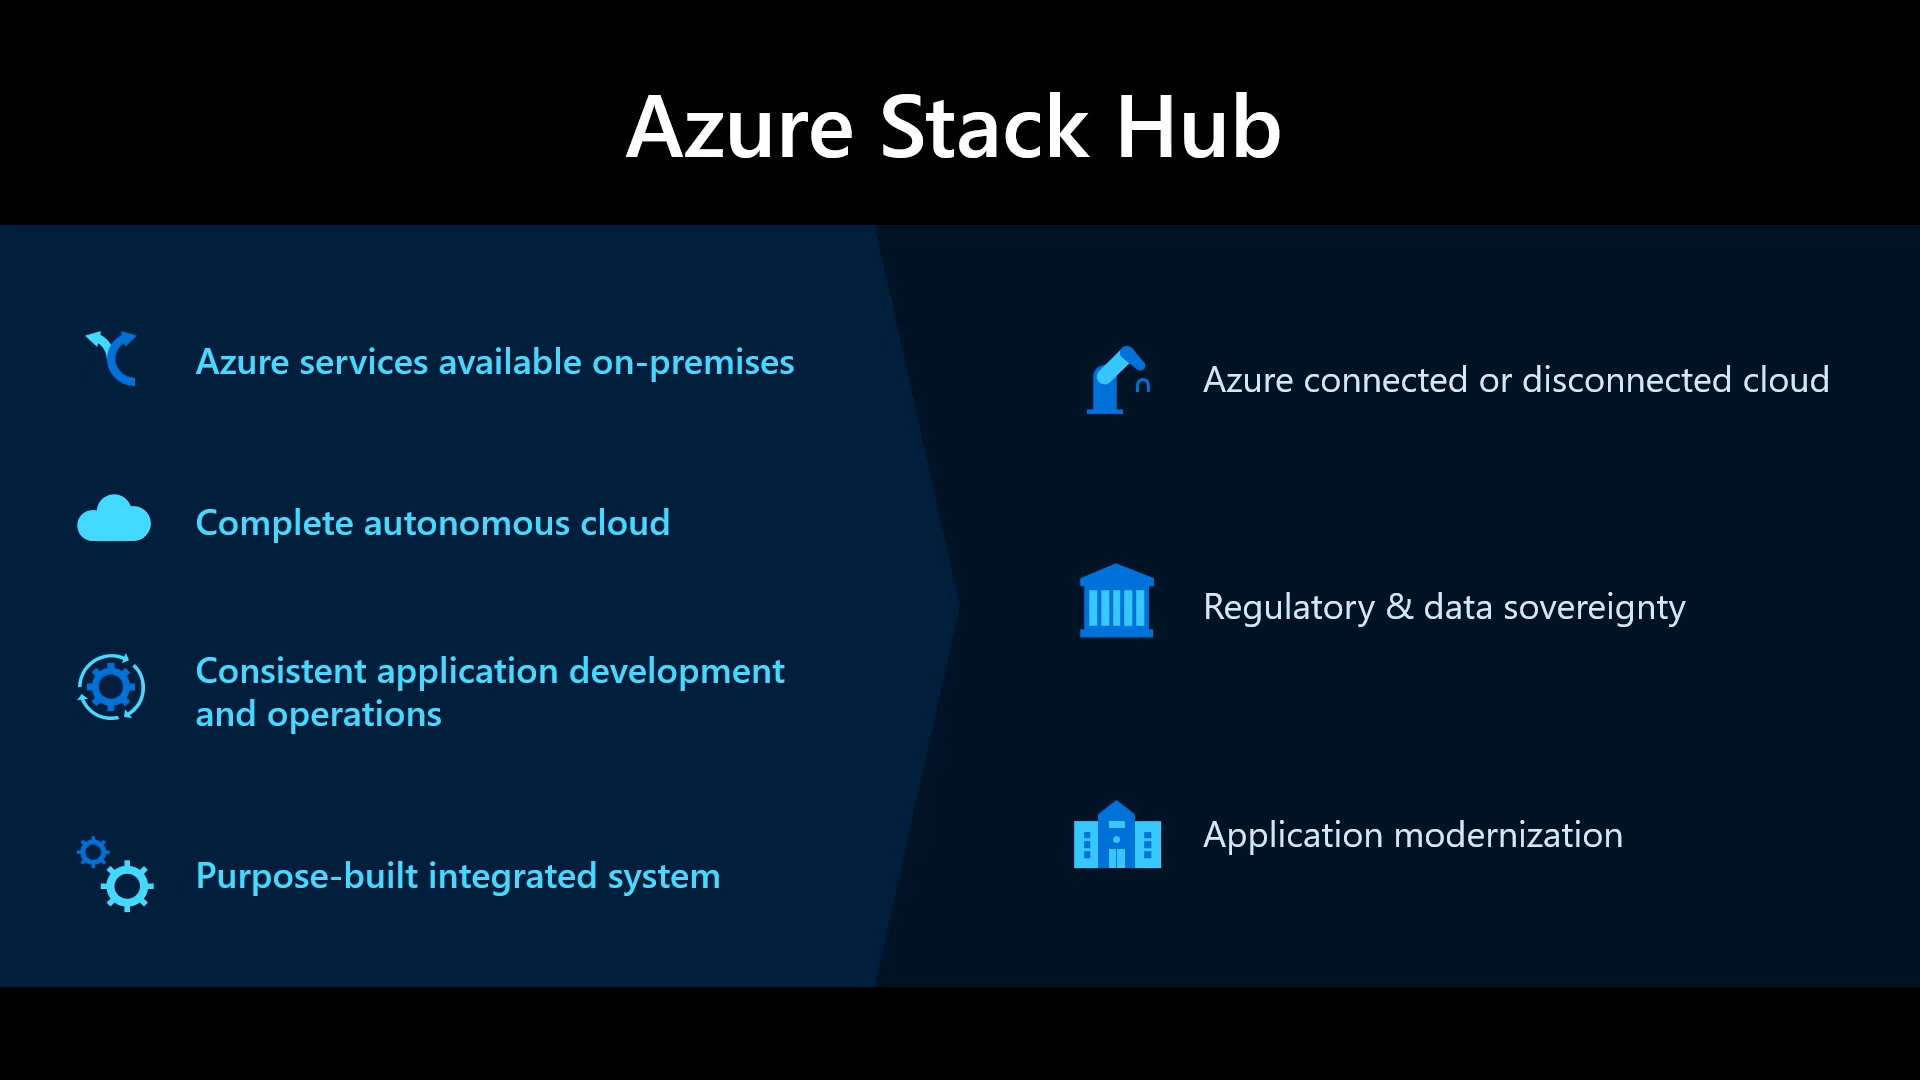 Azure Stack Hub
Azure services available on-premises
Complete autonomous cloud
Consistent application development
and operations
Purpose-built integrated system
Azure connected or disconnected cloud
Regulatory & data sovereignty
Application modernization